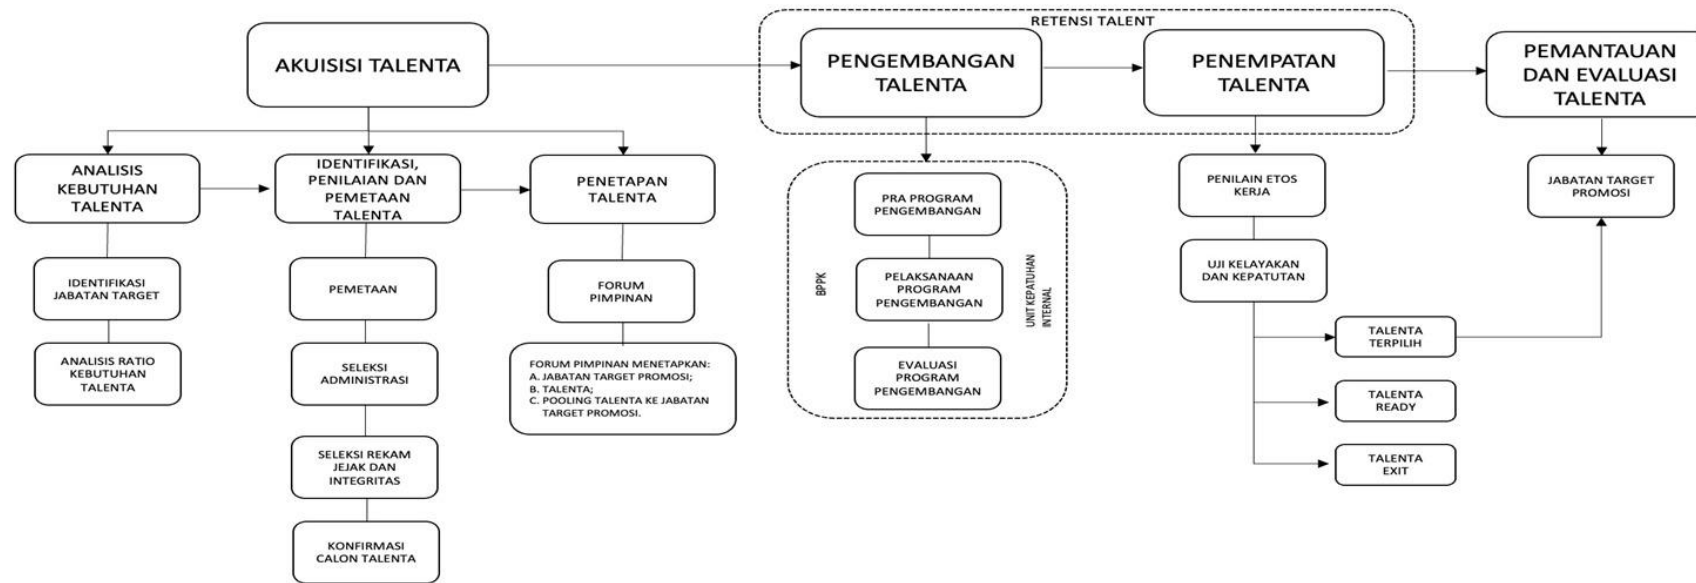 RETENSI TALENT
AKUISISI TALENTA
PENGEMBANGAN
TALENTA
PENEMPATAN
TALENTA
PEMANTAUAN
DAN EVALUASI
TALENTA
ANALISIS
KEBUTUHAN
TALENTA
IDENTIFIKASI,
PENILAIAN DAN
PEMETAAN
TALENTA
PENETAPAN
TALENTA
IDENTIFIKASI
JABATAN TARGET
ANALISIS RATIO
KEBUTUHAN
TALENTA
PEMETAAN
SELEKSI
ADMINISTRASI
SELEKSI REKAM
JEJAK DAN
INTEGRITAS
KONFIRMASI
CALON TALENTA
FORUM
PIMPINAN
FORUM PIMPINAN MENETAPKAN:
A. JABATAN TARGET PROMOSI;
B. TALENTA;
C. POOLING TALENTA KE JABATAN
TARGET PROMOSI.
BPPK
PRA PROGRAM
PENGEMBANGAN
PELAKSANAAN
PROGRAM
PENGEMBANGAN
EVALUASI
PROGRAM
PENGEMBANGAN
UNIT KEPATUHAN
INTERNAL
PENILAIN ETOS
KERJA
UJI KELAYAKAN
DAN KEPATUTAN
TALENTA
TERPILIH
TALENTA
READY
TALENTA
EXIT
JABATAN TARGET
PROMOSI